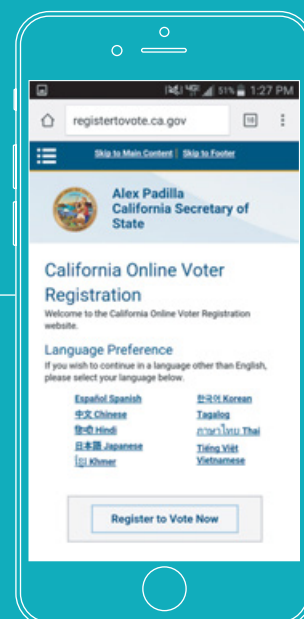 51% 1:27 PM
registertovote.ca.gov
Skip to Main Content | Skip to Footer
Alex Padilla
California Secretary of
State
California Online Voter
Registration
Welcome to the California Online Voter Registration
website.
Language Preference
If you wish to continue in a language other than English,
please select your language below.
Español Spanish
中文 Chinese
हिन्दी Hindi
日本語 Japanese
ខ្មែរ Khmer
한국어 Korean
Tagalog
ภาษาไทย Thai
Tiếng Việt
Vietnamese
Register to Vote Now